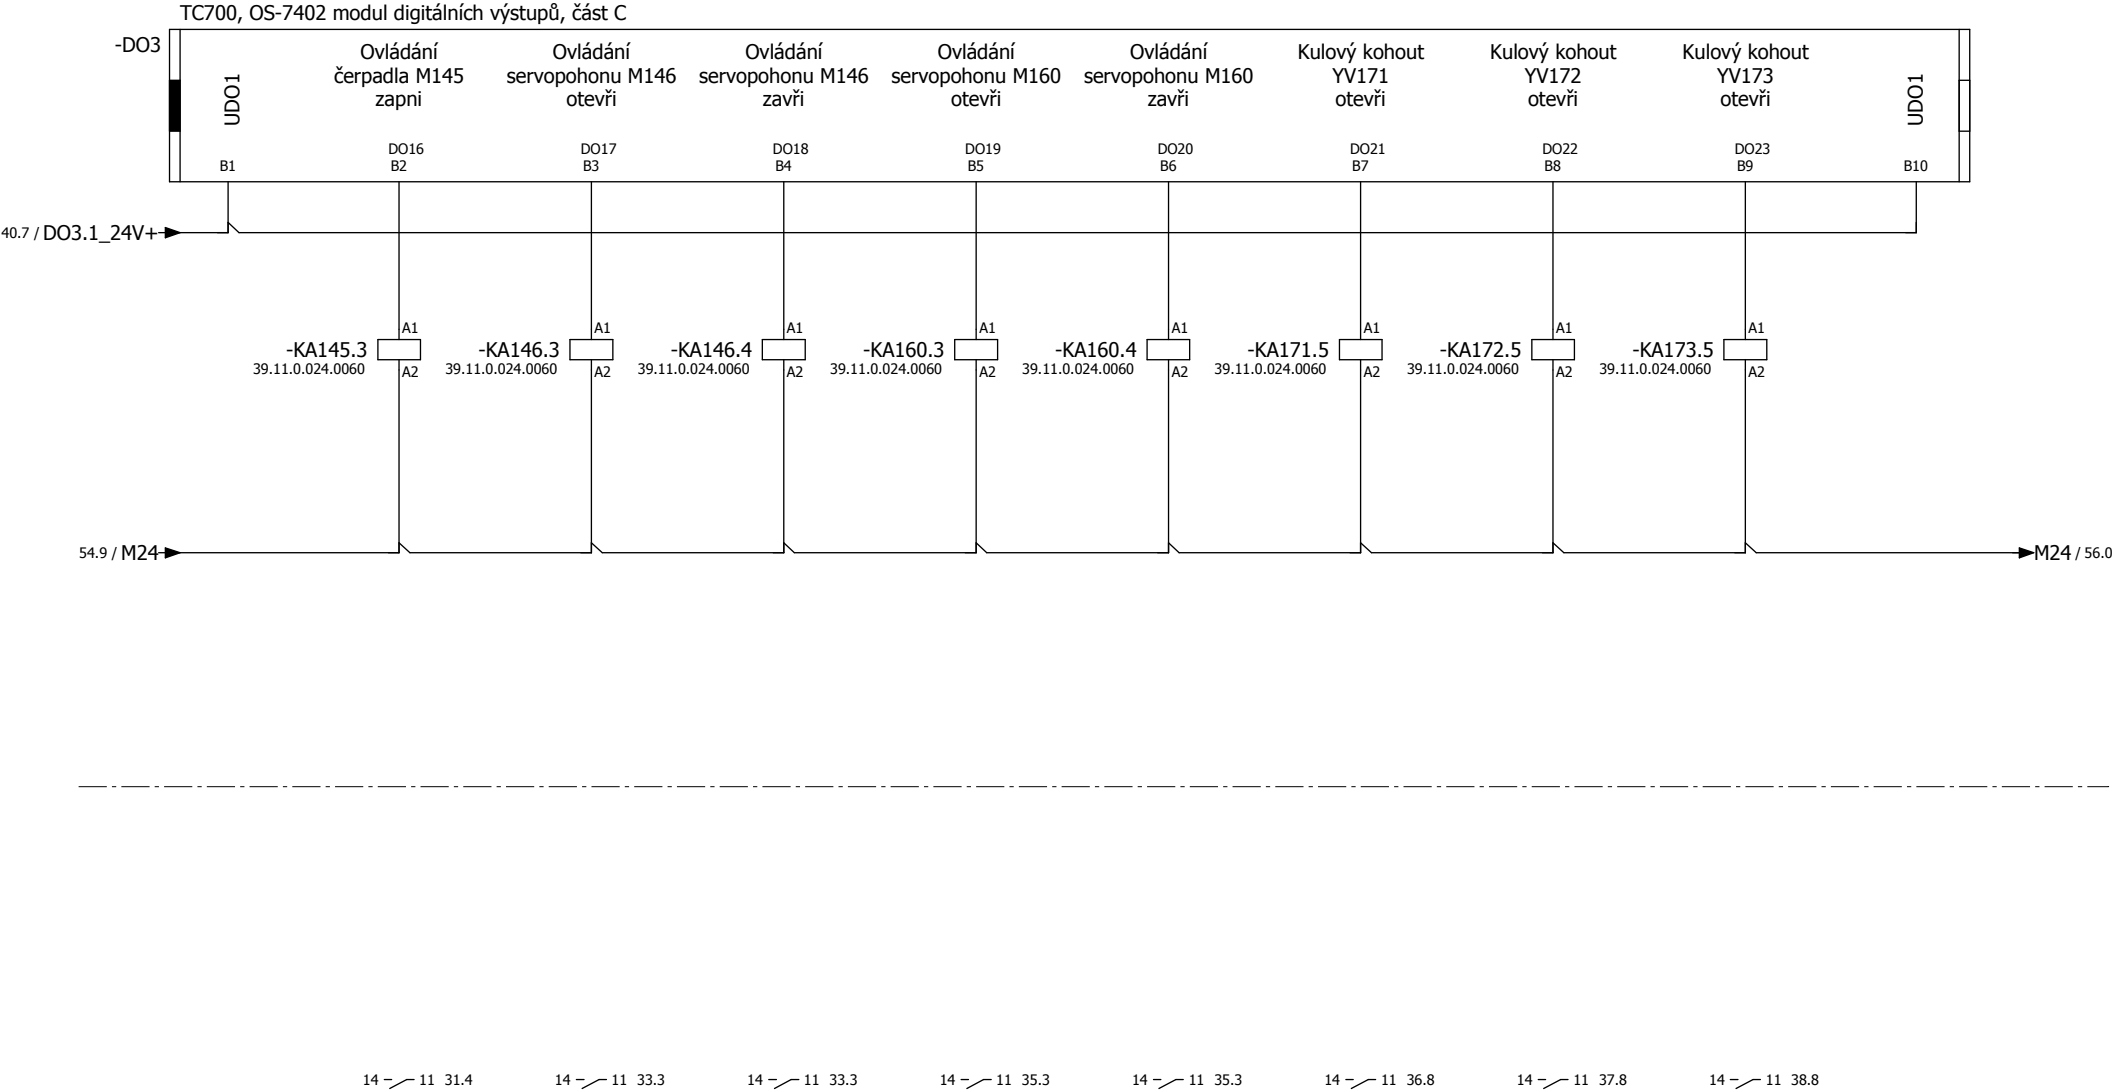 TC700, OS-7402 modul digitálních výstupů, část C
-DO3
UDO1
Ovládání
čerpadla M145
zapni
Ovládání
servopohonu M146
otevři
Ovládání
servopohonu M146
zavři
Ovládání
servopohonu M160
otevři
Ovládání
servopohonu M160
zavři
Kulový kohout
YV171
otevři
Kulový kohout
YV172
otevři
Kulový kohout
YV173
otevři
UDO1
DO16 DO17 DO18 DO19 DO20 DO21 DO22 DO23
B1 B2 B3 B4 B5 B6 B7 B8 B9 B10
40.7 / DO3.1_24V+
A1 A1 A1 A1 A1 A1 A1 A1
-KA145.3 -KA146.3 -KA146.4 -KA160.3 -KA160.4 -KA171.5 -KA172.5 -KA173.5
39.11.0.024.0060 A2 39.11.0.024.0060 A2 39.11.0.024.0060 A2 39.11.0.024.0060 A2 39.11.0.024.0060 A2 39.11.0.024.0060 A2 39.11.0.024.0060 A2 39.11.0.024.0060 A2
54.9 / M24 M24 / 56.0
14 11 31.4 14 11 33.3 14 11 33.3 14 11 35.3 14 11 35.3 14 11 36.8 14 11 37.8 14 11 38.8